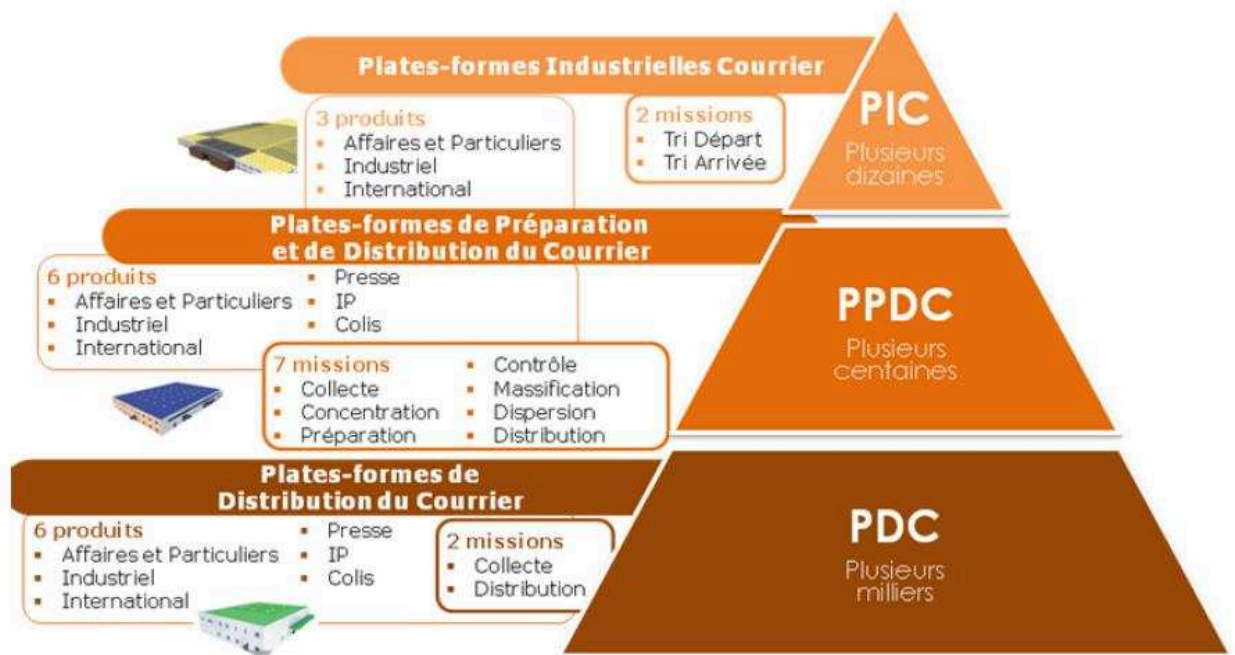 Plates-formes Industrielles Courrier
3 produits
▪ Affaires et Particuliers
▪ Industriel
▪ International
2 missions
▪ Tri Départ
▪ Tri Arrivée
PIC
Plusieurs
dizaines
Plates-formes de Préparation
et de Distribution du Courrier
6 produits
▪ Affaires et Particuliers
▪ Industriel
▪ International
▪ Presse
▪ IP
▪ Colis
7 missions
▪ Collecte
▪ Concentration
▪ Préparation
▪ Contrôle
▪ Massification
▪ Dispersion
▪ Distribution
PPDC
Plusieurs
centaines
Plates-formes de
Distribution du Courrier
6 produits
▪ Affaires et Particuliers
▪ Industriel
▪ International
▪ Presse
▪ IP
▪ Colis
2 missions
▪ Collecte
▪ Distribution
PDC
Plusieurs
milliers